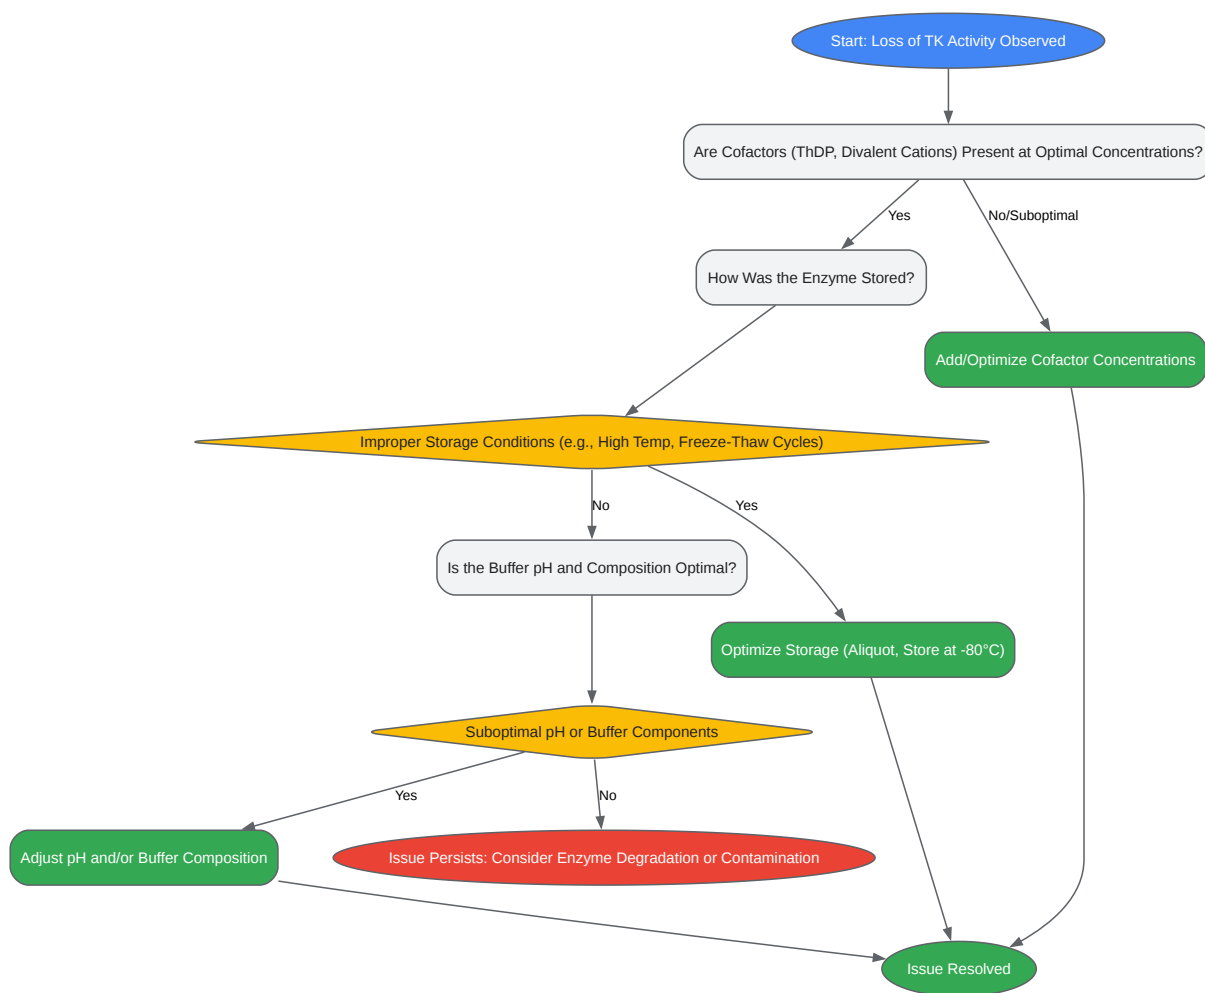 Start: Loss of TK Activity Observed
Are Cofactors (ThDP, Divalent Cations) Present at Optimal Concentrations?
Yes
No/Suboptimal
How Was the Enzyme Stored?
Add/Optimize Cofactor Concentrations
Improper Storage Conditions (e.g., High Temp, Freeze-Thaw Cycles)
No
Yes
Is the Buffer pH and Composition Optimal?
Optimize Storage (Aliquot, Store at -80°C)
Suboptimal pH or Buffer Components
Yes
No
Adjust pH and/or Buffer Composition
Issue Persists: Consider Enzyme Degradation or Contamination
Issue Resolved